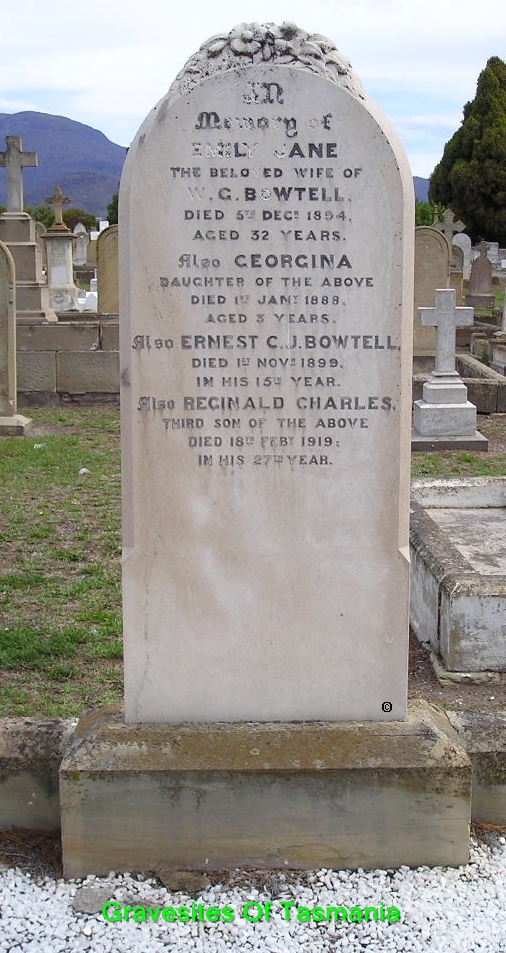 In
Memory of
EMILY JANE
THE BELOVED WIFE OF
W. G. BOWTELL,
DIED 5TH DECR 1894,
AGED 32 YEARS.
Also GEORGINA
DAUGHTER OF THE ABOVE
DIED 1ST JANY 1888,
AGED 3 YEARS.
Also ERNEST C. J. BOWTELL,
DIED 1ST NOVR 1899,
IN HIS 15TH YEAR.
Also REGINALD CHARLES,
THIRD SON OF THE ABOVE
DIED 18TH FEBY 1919;
IN HIS 27TH YEAR.
©
Gravesites Of Tasmania